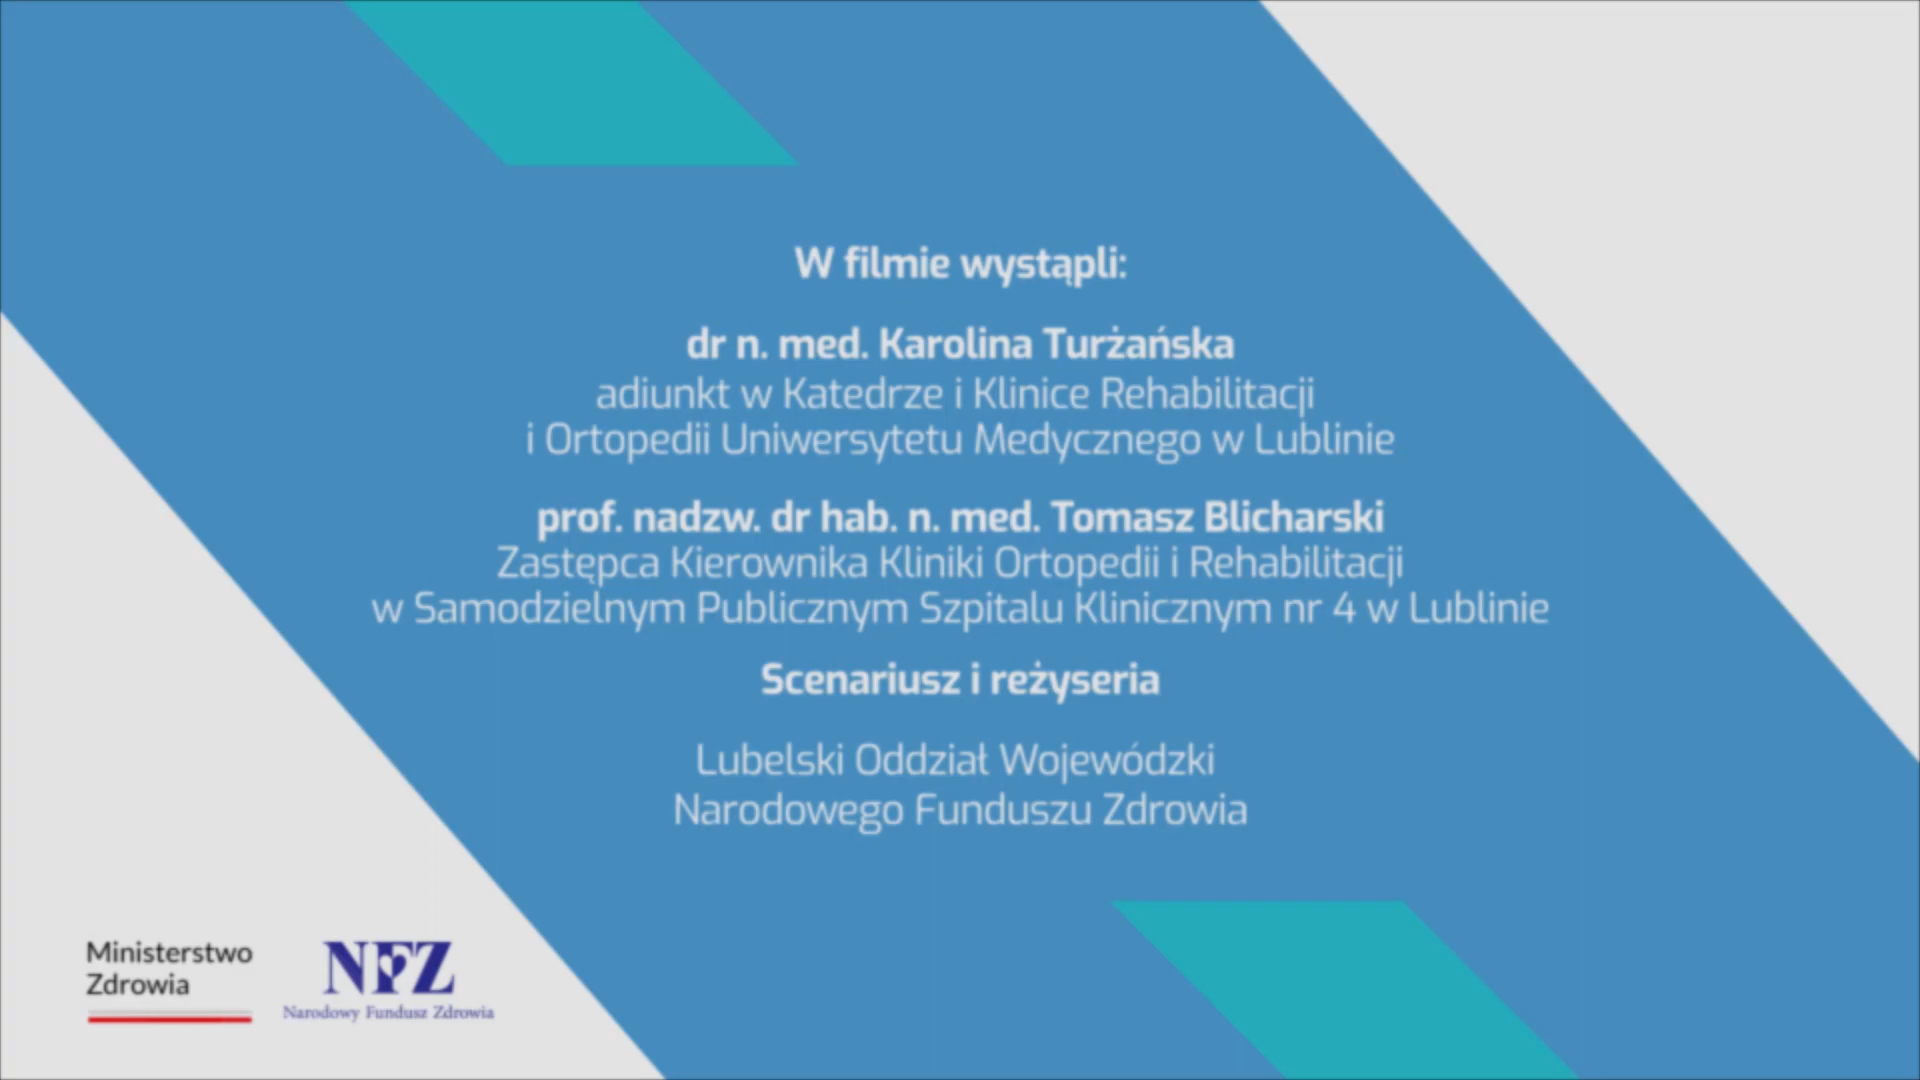 W filmie wystąpli:
dr n. med. Karolina Turżańska
adiunkt w Katedrze i Klinice Rehabilitacji
i Ortopedii Uniwersytetu Medycznego w Lublinie
prof. nadzw. dr hab. n. med. Tomasz Blicharski
Zastępca Kierownika Kliniki Ortopedii i Rehabilitacji
w Samodzielnym Publicznym Szpitalu Klinicznym nr 4 w Lublinie
Scenariusz i reżyseria
Lubelski Oddział Wojewódzki
Narodowego Funduszu Zdrowia
Ministerstwo
Zdrowia
NFZ
Narodowy Fundusz Zdrowia